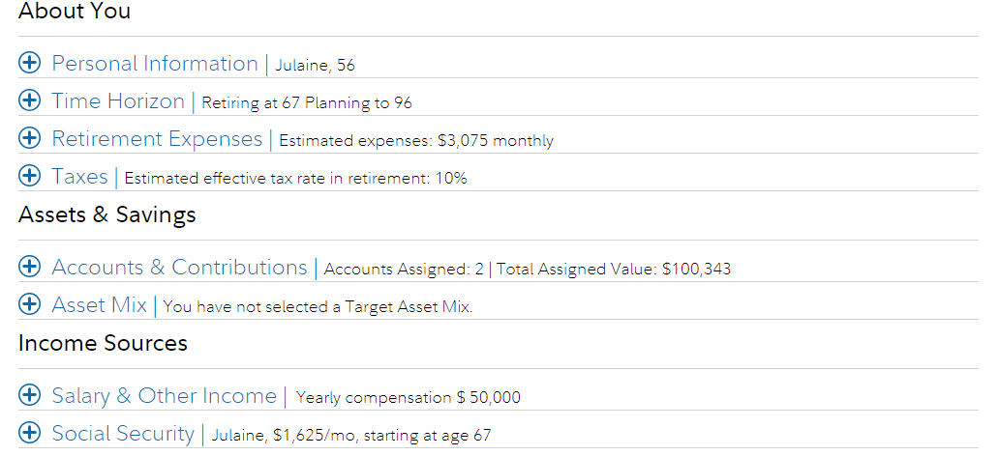 About You
Personal Information | Julaine, 56
Time Horizon | Retiring at 67 Planning to 96
Retirement Expenses | Estimated expenses: $3,075 monthly
Taxes | Estimated effective tax rate in retirement: 10%
Assets & Savings
Accounts & Contributions | Accounts Assigned: 2 | Total Assigned Value: $100,343
Asset Mix | You have not selected a Target Asset Mix.
Income Sources
Salary & Other Income | Yearly compensation $ 50,000
Social Security | Julaine, $1,625/mo, starting at age 67